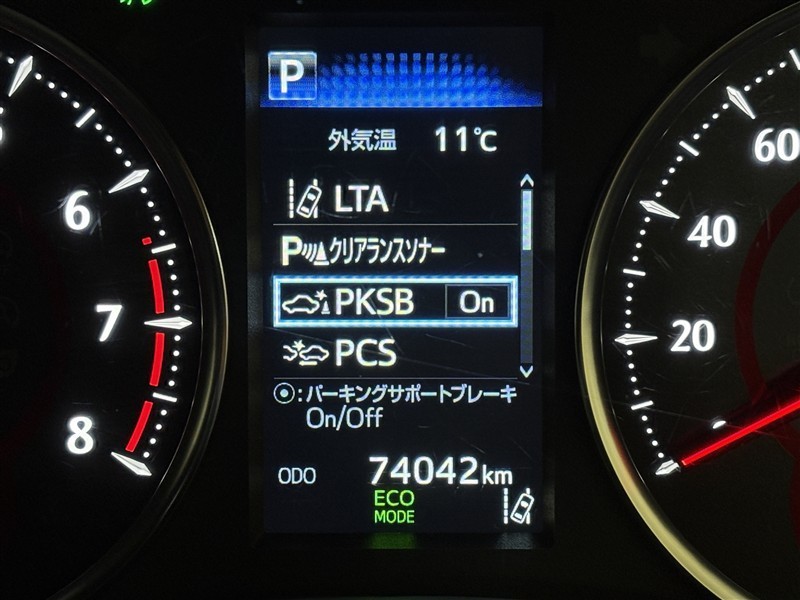 P
外気温 11℃
LTA
Pクリアランスソナー
PKSB On
PCS
:パーキングサポートブレーキ
On/Off
ODO 74042km
ECO
MODE
6
7
8
60
40
20